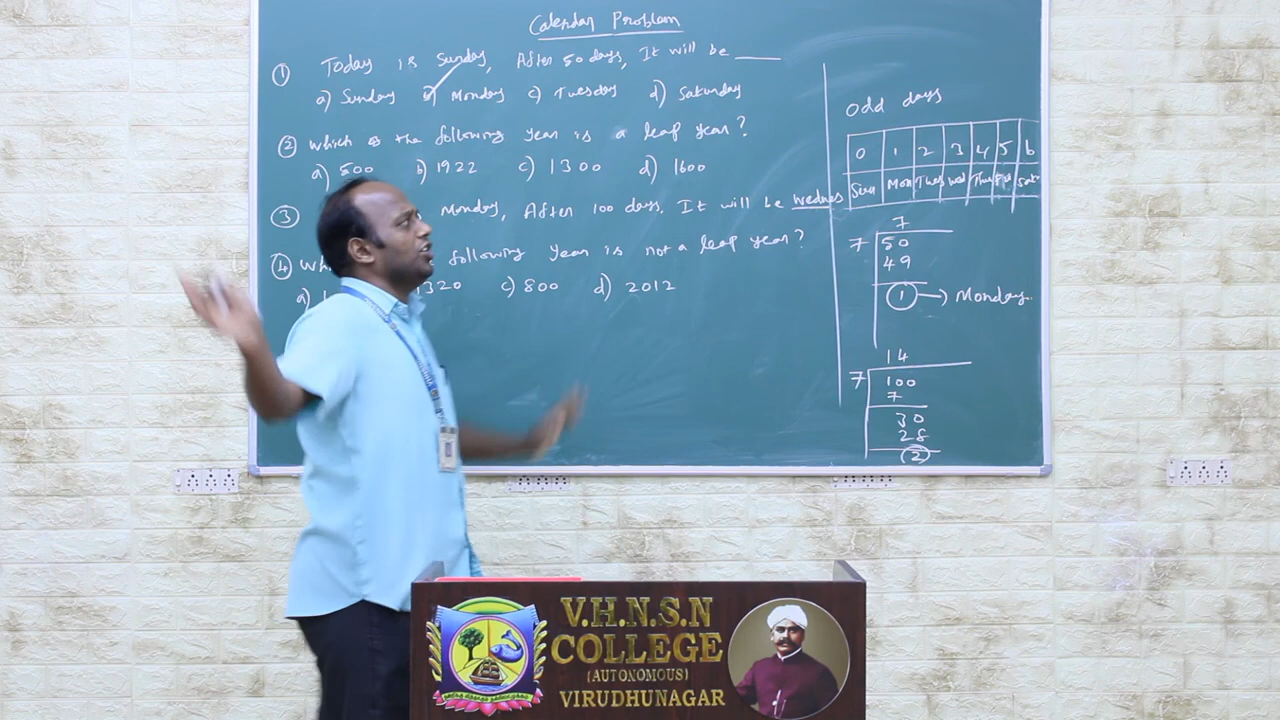 Calendar Problem
① Today is Sunday, After 50 days, It will be ____
a) Sunday b) Monday c) Tuesday d) Saturday
② Which is the following year is a leap year?
a) 500 b) 1922 c) 1300 d) 1600
③ Monday, After 100 days. It will be wednes
④ Wh following year is not a leap year?
a) 1320 c) 800 d) 2012
odd days
0 1 2 3 4 5 6
Sun Mon Tues wed Thu Fri Satr
7
7 50
49
① → Monday.
14
7 100
7
30
28
②
V.H.N.S.N
COLLEGE
(AUTONOMOUS)
VIRUDHUNAGAR